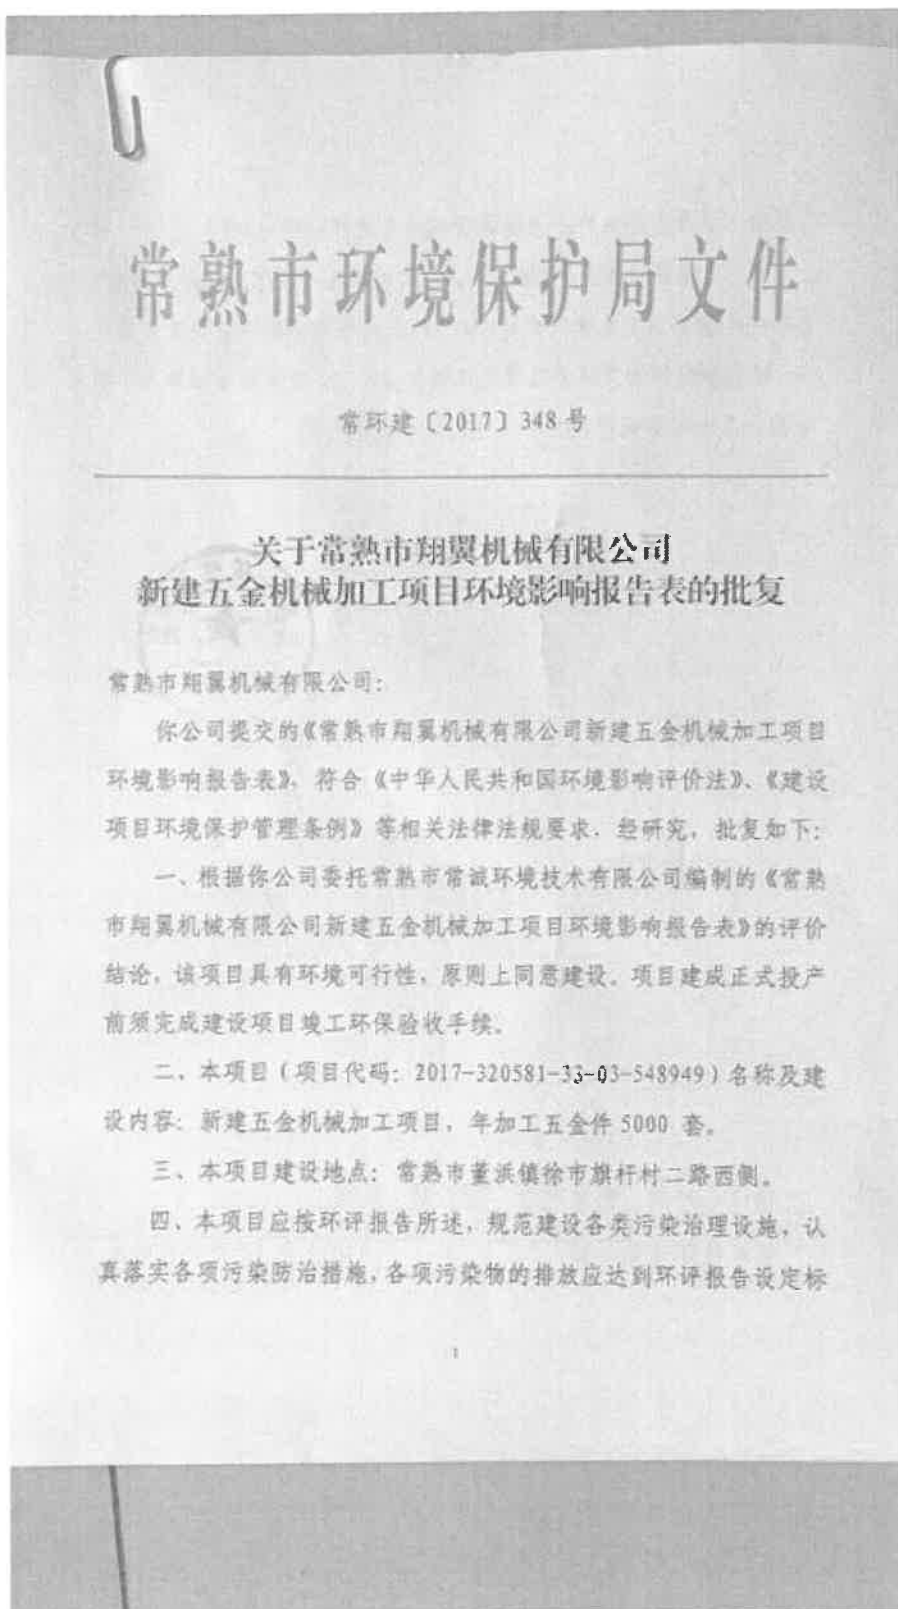 常熟市环境保护局文件
常环建〔2017〕348号
关于常熟市翔翼机械有限公司
新建五金机械加工项目环境影响报告表的批复
常熟市翔翼机械有限公司：
你公司提交的《常熟市翔翼机械有限公司新建五金机械加工项目
环境影响报告表》，符合《中华人民共和国环境影响评价法》、《建设
项目环境保护管理条例》等相关法律法规要求．经研究，批复如下：
一、根据你公司委托常熟市常诚环境技术有限公司编制的《常熟
市翔翼机械有限公司新建五金机械加工项目环境影响报告表》的评价
结论，该项目具有环境可行性，原则上同意建设。项目建成正式投产
前须完成建设项目竣工环保验收手续。
二、本项目（项目代码：2017-320581-33-03-548949）名称及建
设内容：新建五金机械加工项目，年加工五金件 5000 套。
三、本项目建设地点：常熟市董浜镇徐市旗杆村二路西侧。
四、本项目应按环评报告所述，规范建设各类污染治理设施，认
真落实各项污染防治措施，各项污染物的排放应达到环评报告设定标
1